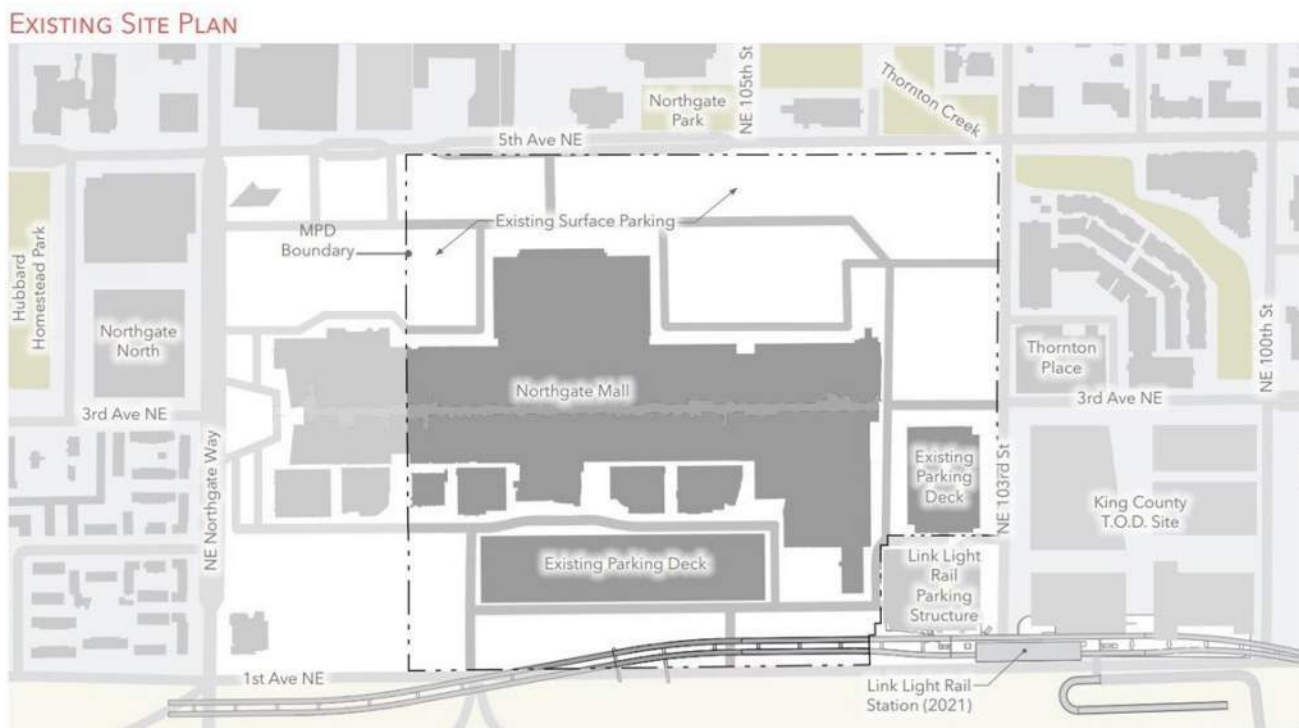 EXISTING SITE PLAN
Northgate
Park
NE 105th St
Thornton Creek
5th Ave NE
Hubbard
Homestead Park
MPD
Boundary
Existing Surface Parking
Northgate
North
Northgate Mall
Thornton
Place
NE 100th St
3rd Ave NE
3rd Ave NE
NE Northgate Way
Existing
Parking
Deck
NE 103rd St
King County
T.O.D. Site
Existing Parking Deck
Link Light
Rail
Parking
Structure
1st Ave NE
Link Light Rail
Station (2021)